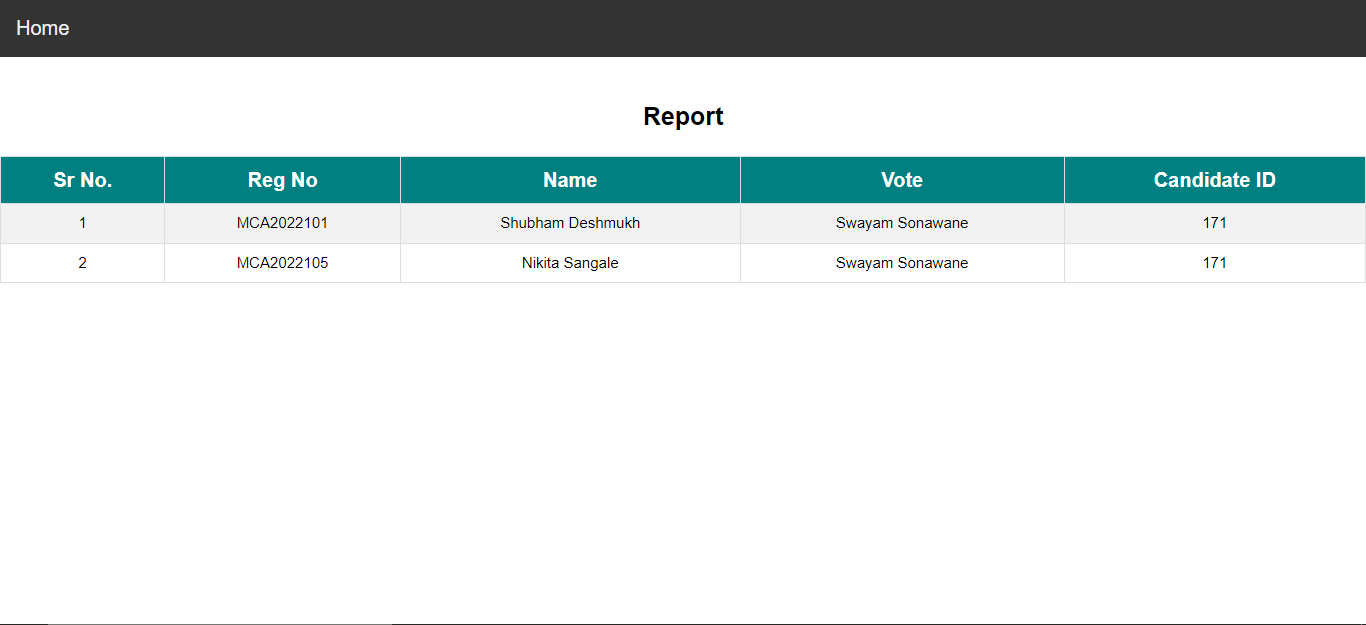 Home
Report
Sr No. Reg No Name Vote Candidate ID
1 MCA2022101 Shubham Deshmukh Swayam Sonawane 171
2 MCA2022105 Nikita Sangale Swayam Sonawane 171